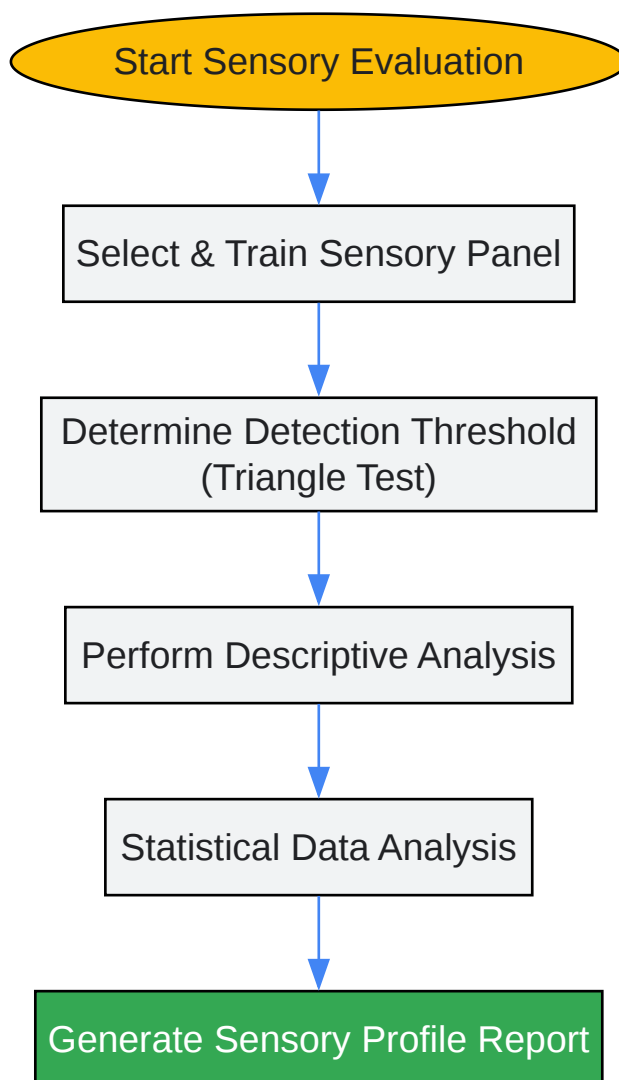 Start Sensory Evaluation
Select & Train Sensory Panel
Determine Detection Threshold
(Triangle Test)
Perform Descriptive Analysis
Statistical Data Analysis
Generate Sensory Profile Report